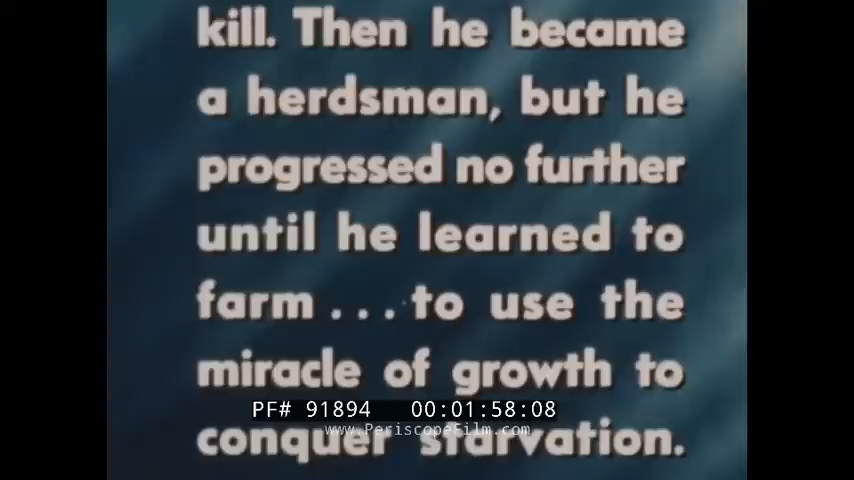 kill. Then he became
a herdsman, but he
progressed no further
until he learned to
farm ... to use the
miracle of growth to
PF# 91894 00:01:58:08
www.PeriscopeFilm.com
conquer starvation.